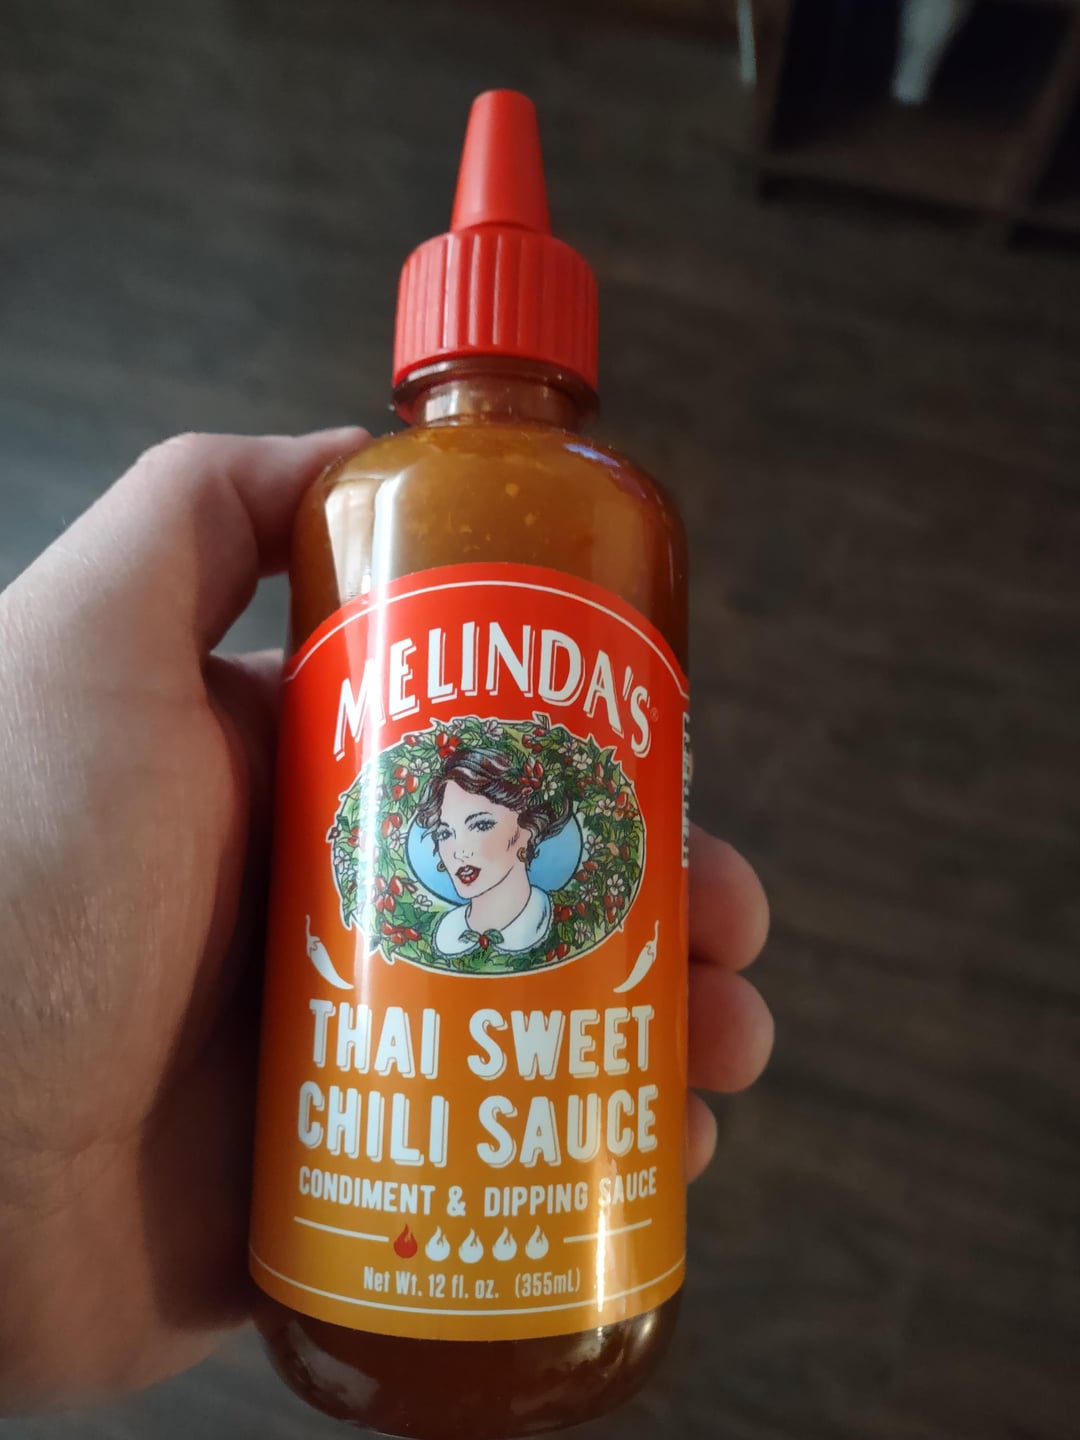 MELINDA'S®
THAI SWEET
CHILI SAUCE
CONDIMENT & DIPPING SAUCE
Net Wt. 12 fl. oz. (355mL)